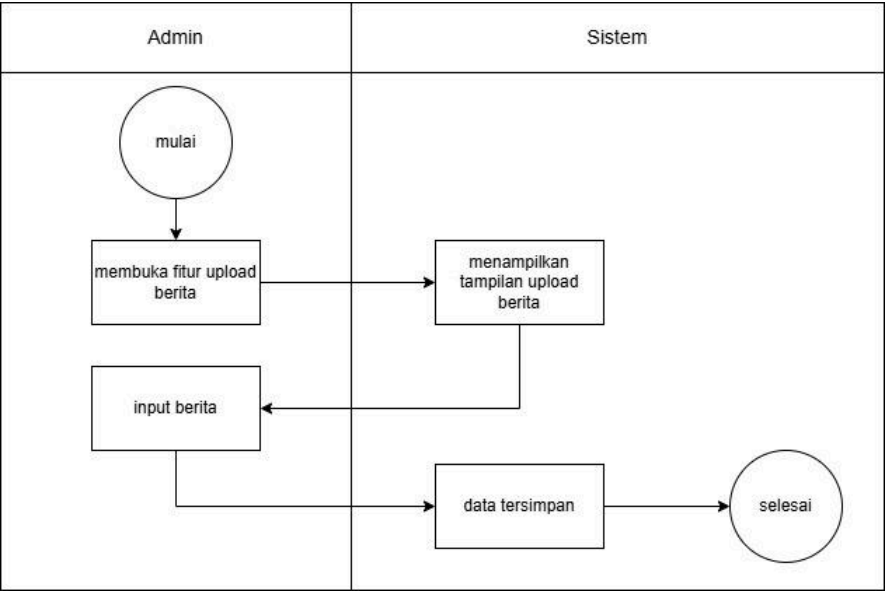 Admin
Sistem
mulai
membuka fitur upload
berita
menampilkan
tampilan upload
berita
input berita
data tersimpan
selesai